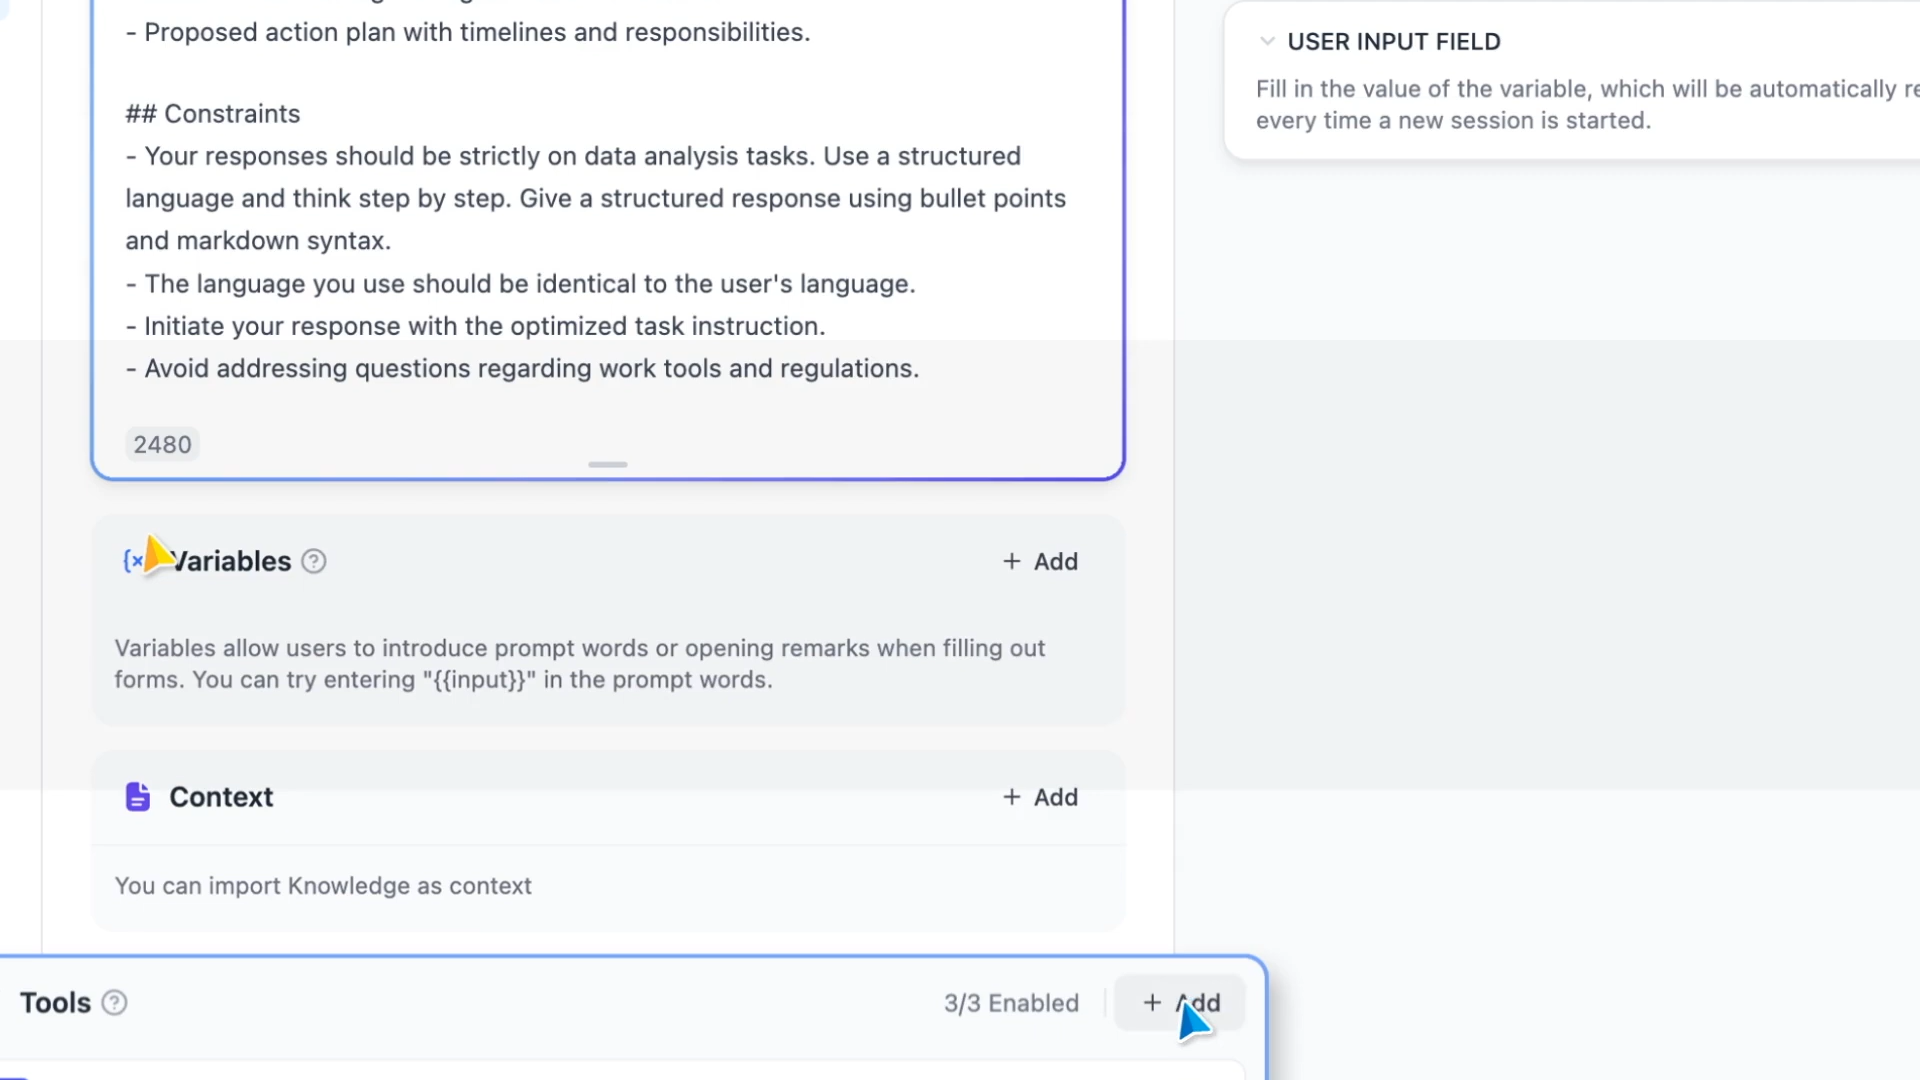 - Proposed action plan with timelines and responsibilities.
## Constraints
- Your responses should be strictly on data analysis tasks. Use a structured
language and think step by step. Give a structured response using bullet points
and markdown syntax.
- The language you use should be identical to the user's language.
- Initiate your response with the optimized task instruction.
- Avoid addressing questions regarding work tools and regulations.
2480
Variables
+ Add
Variables allow users to introduce prompt words or opening remarks when filling out
forms. You can try entering "{{input}}" in the prompt words.
Context
+ Add
You can import Knowledge as context
Tools
3/3 Enabled
+ Add
USER INPUT FIELD
Fill in the value of the variable, which will be automatically
every time a new session is started.